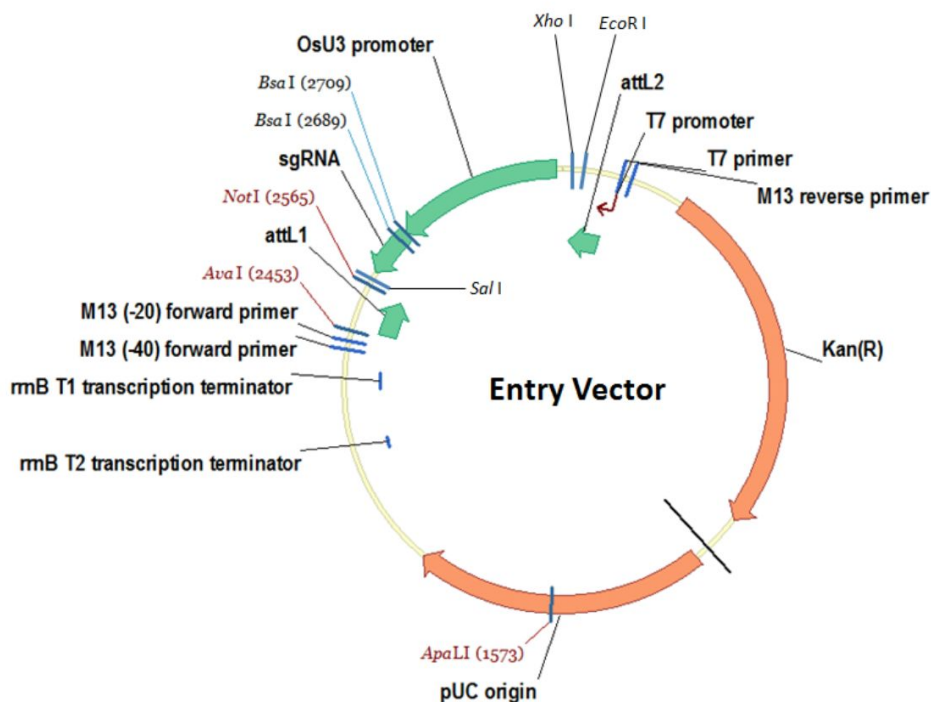 Xho I
EcoR I
OsU3 promoter
BsaI (2709)
attL2
BsaI (2689)
T7 promoter
sgRNA
T7 primer
NotI (2565)
M13 reverse primer
attL1
AvaI (2453)
Sal I
M13 (-20) forward primer
M13 (-40) forward primer
Kan(R)
rrnB T1 transcription terminator
Entry Vector
rrnB T2 transcription terminator
ApaLI (1573)
pUC origin